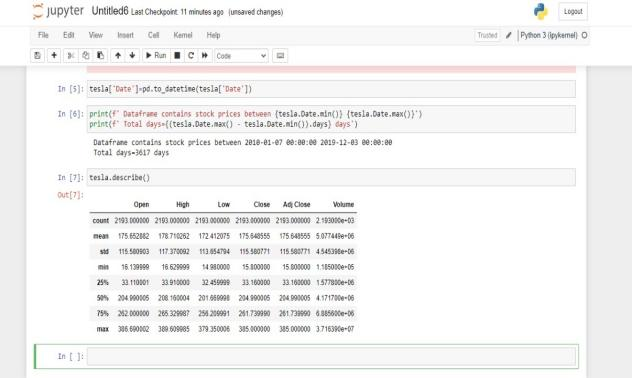 jupyter Untitled6 Last Checkpoint: 11 minutes ago (unsaved changes)
Logout
File Edit View Insert Cell Kernel Help
Trusted Python 3 (ipykernel)
Run Code
In [5]: tesla['Date']=pd.to_datetime(tesla['Date'])
In [6]: print(f' Dataframe contains stock prices between {tesla.Date.min()} {tesla.Date.max()}')
print(f' Total days={(tesla.Date.max() - tesla.Date.min()).days} days')
Dataframe contains stock prices between 2010-01-07 00:00:00 2019-12-03 00:00:00
Total days=3617 days
In [7]: tesla.describe()
Out[7]:
Open High Low Close Adj Close Volume
count 2193.000000 2193.000000 2193.000000 2193.000000 2193.000000 2.193000e+03
mean 175.652882 178.710262 172.412075 175.648555 175.648555 5.077449e+06
std 115.580903 117.370092 113.654794 115.580771 115.580771 4.545398e+06
min 16.139999 16.629999 14.980000 15.800000 15.800000 1.185000e+05
25% 33.110001 33.910000 32.459999 33.160000 33.160000 1.577800e+06
50% 204.990005 208.160004 201.669998 204.990005 204.990005 4.171700e+06
75% 262.000000 265.329987 256.209991 261.739990 261.739990 6.885600e+06
max 386.690002 389.609985 379.350006 385.000000 385.000000 3.716390e+07
In [ ]: